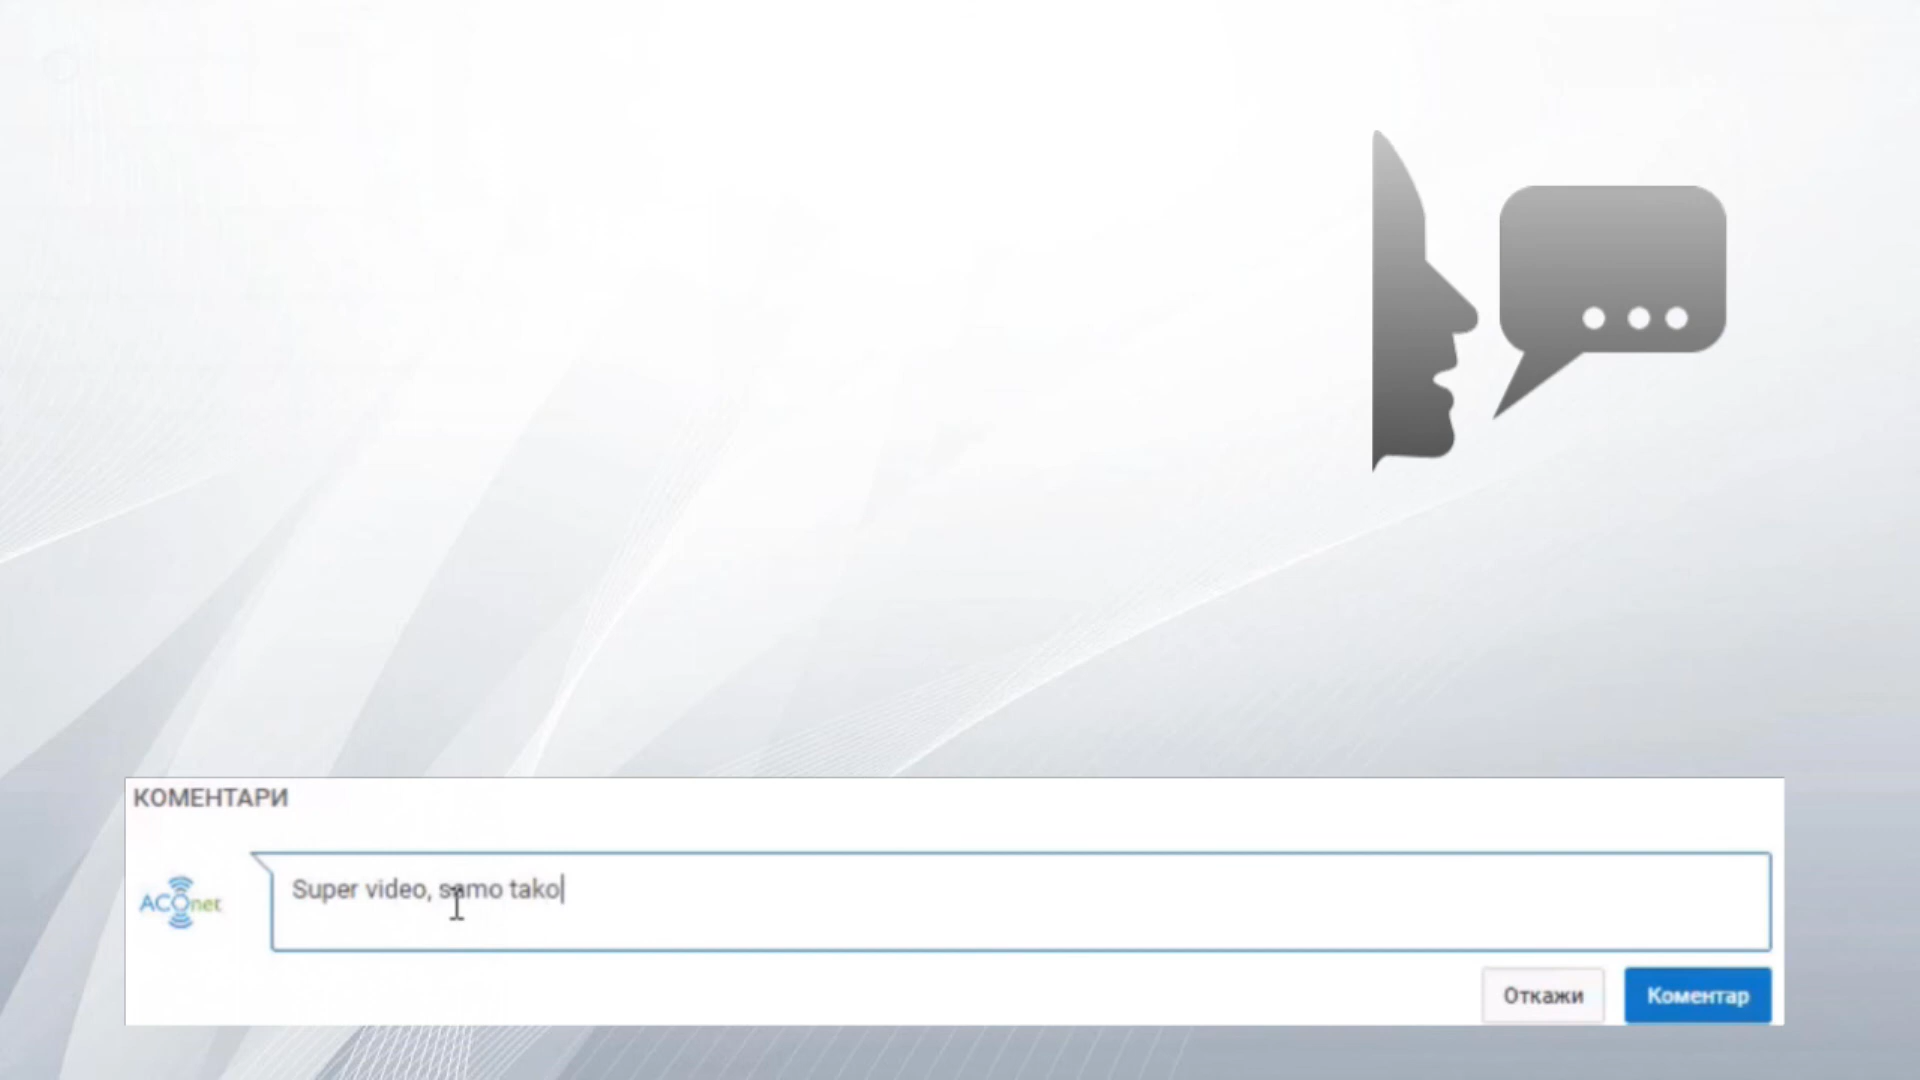 КОМЕНТАРИ
ACOnet
Super video, samo tako
Откажи
Коментар